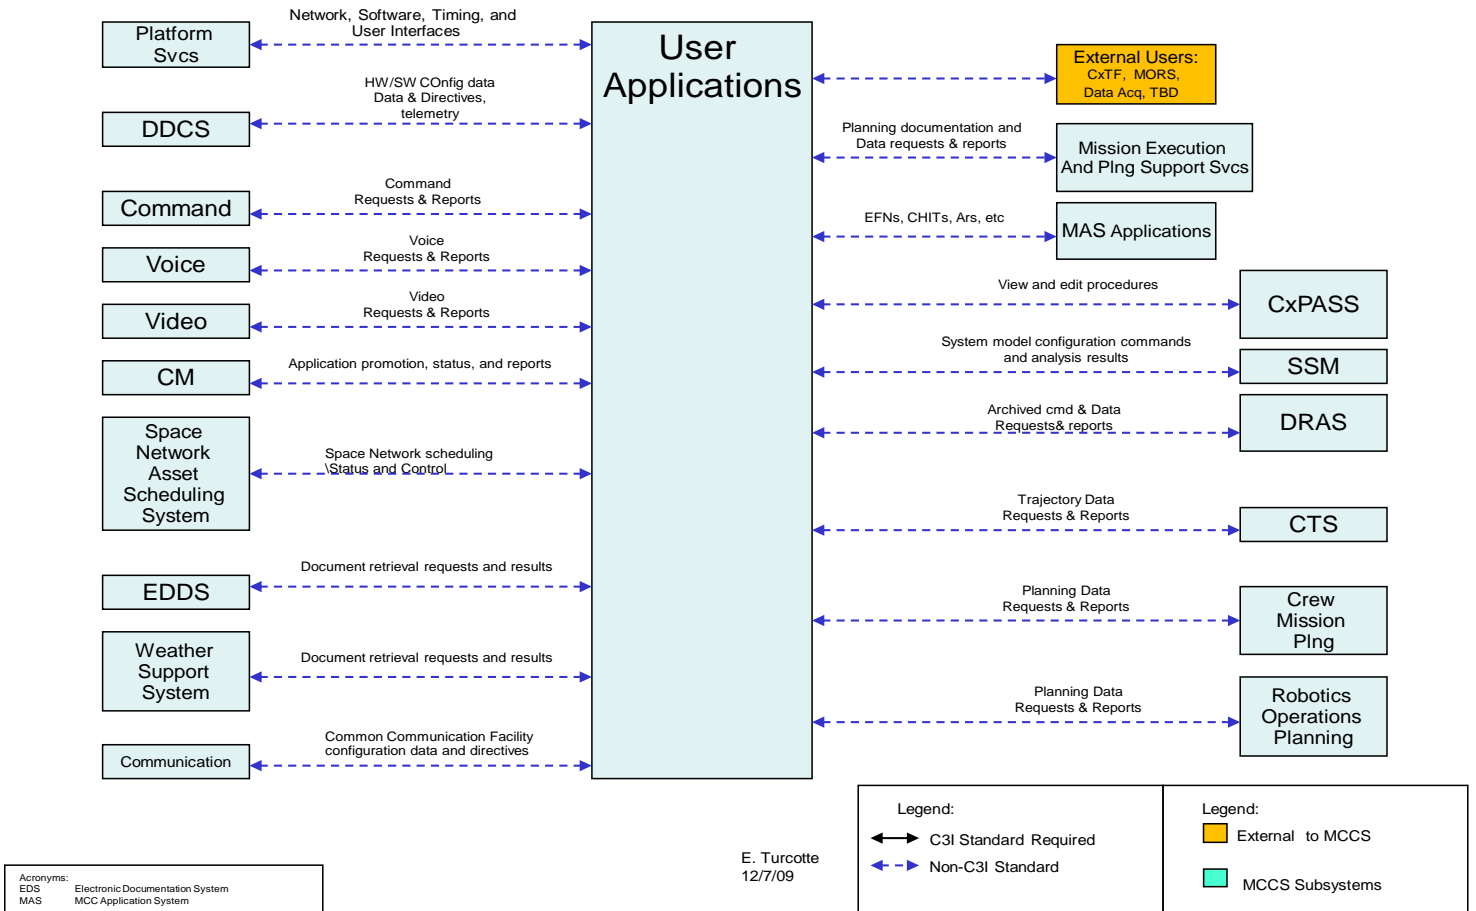 Network, Software, Timing, and
User Interfaces
Platform
Svcs
HW/SW COnfig data
Data & Directives,
telemetry
DDCS
Command
Requests & Reports
Command
Voice
Requests & Reports
Voice
Video
Requests & Reports
Video
Application promotion, status, and reports
CM
Space
Network
Asset
Scheduling
System
Space Network scheduling
\Status and Control
Document retrieval requests and results
EDDS
Weather
Support
System
Document retrieval requests and results
Common Communication Facility
configuration data and directives
Communication
User
Applications
External Users:
CxTF, MORS,
Data Acq, TBD
Planning documentation and
Data requests & reports
Mission Execution
And Plng Support Svcs
EFNs, CHITs, Ars, etc
MAS Applications
View and edit procedures
CxPASS
System model configuration commands
and analysis results
SSM
Archived cmd & Data
Requests& reports
DRAS
Trajectory Data
Requests & Reports
CTS
Planning Data
Requests & Reports
Crew
Mission
Plng
Planning Data
Requests & Reports
Robotics
Operations
Planning
E. Turcotte
12/7/09
Legend:
C3I Standard Required
Non-C3I Standard
Legend:
External to MCCS
MCCS Subsystems
Acronyms:
EDS Electronic Documentation System
MAS MCC Application System